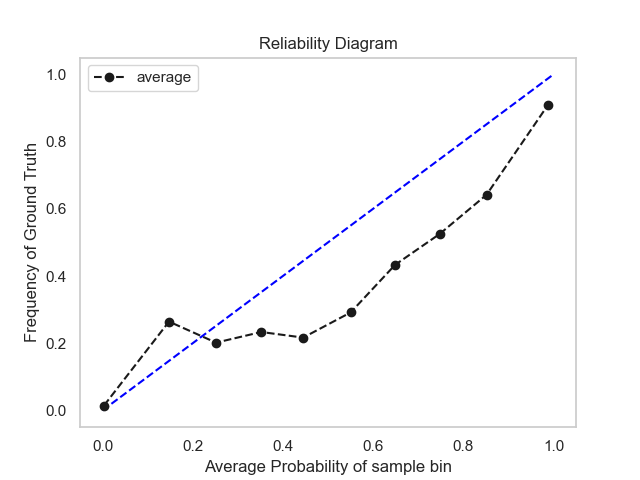 Reliability Diagram
average
1.0
0.8
0.6
0.4
0.2
0.0
Frequency of Ground Truth
0.0 0.2 0.4 0.6 0.8 1.0
Average Probability of sample bin